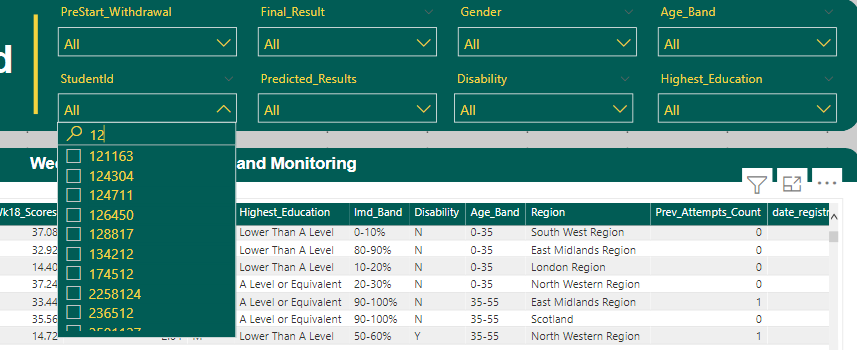 d
PreStart_Withdrawal Final_Result Gender Age_Band
All All All All
StudentId Predicted_Results Disability Highest_Education
All All All All
12
121163
124304
124711
126450
128817
134212
174512
2258124
236512
Wee and Monitoring
Wk18_Scores Highest_Education Imd_Band Disability Age_Band Region Prev_Attempts_Count date_registr
37.08 Lower Than A Level 0-10% N 0-35 South West Region 0
32.92 Lower Than A Level 80-90% N 0-35 East Midlands Region 0
14.40 Lower Than A Level 10-20% N 0-35 London Region 0
37.24 A Level or Equivalent 20-30% N 0-35 North Western Region 0
33.44 A Level or Equivalent 90-100% N 35-55 East Midlands Region 1
35.56 A Level or Equivalent 90-100% N 35-55 Scotland 0
14.72 Lower Than A Level 50-60% Y 35-55 North Western Region 1